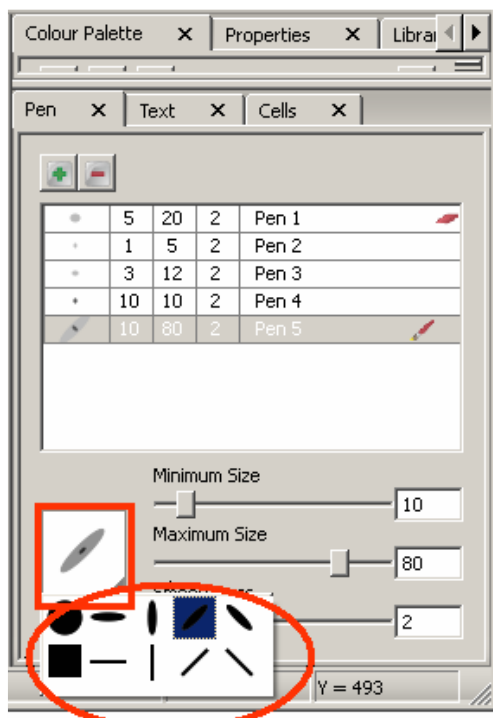 Colour Palette Properties Librar
Pen Text Cells
5 20 2 Pen 1
1 5 2 Pen 2
3 12 2 Pen 3
10 10 2 Pen 4
10 80 2 Pen 5
Minimum Size
10
Maximum Size
80
2
Y = 493